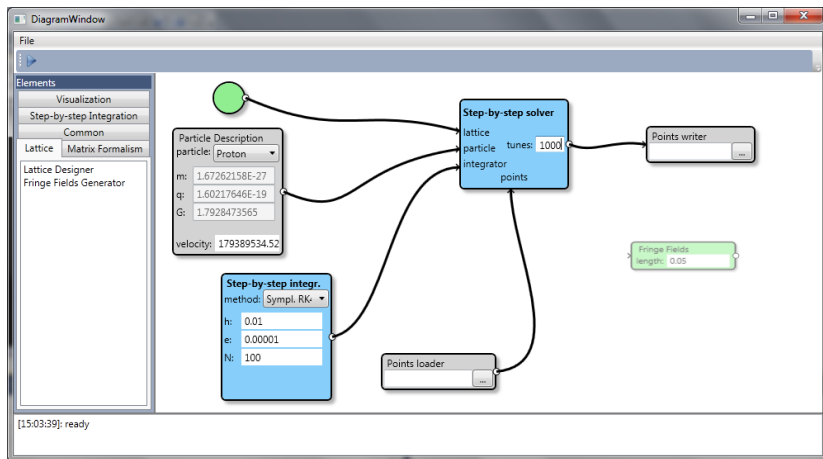 DiagramWindow
File
Elements
Visualization
Step-by-step Integration
Common
Lattice
Matrix Formalism
Lattice Designer
Fringe Fields Generator
Particle Description
particle: Proton
m: 1.67262158E-27
q: 1.60217646E-19
G: 1.7928473565
velocity: 179389534.52
Step-by-step integr.
method: Sympl. RK-
h: 0.01
e: 0.00001
N: 100
Step-by-step solver
lattice
particle tunes: 1000
integrator
points
Points loader
...
Points writer
...
Fringe Fields
length: 0.05
[15:03:39]: ready